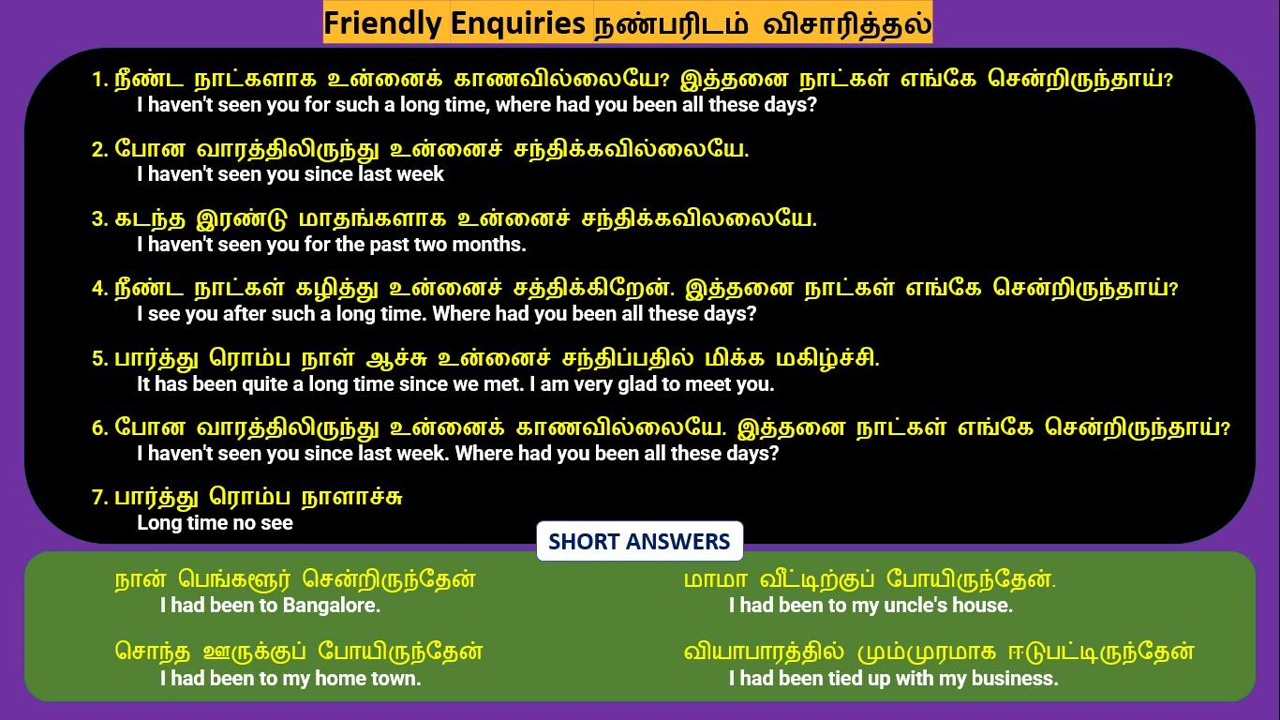 Friendly Enquiries நண்பரிடம் விசாரித்தல்
1. நீண்ட நாட்களாக உன்னைக் காணவில்லையே? இத்தனை நாட்கள் எங்கே சென்றிருந்தாய்?
I haven't seen you for such a long time, where had you been all these days?
2. போன வாரத்திலிருந்து உன்னைச் சந்திக்கவில்லையே.
I haven't seen you since last week
3. கடந்த இரண்டு மாதங்களாக உன்னைச் சந்திக்கவிலலையே.
I haven't seen you for the past two months.
4. நீண்ட நாட்கள் கழித்து உன்னைச் சத்திக்கிறேன். இத்தனை நாட்கள் எங்கே சென்றிருந்தாய்?
I see you after such a long time. Where had you been all these days?
5. பார்த்து ரொம்ப நாள் ஆச்சு உன்னைச் சந்திப்பதில் மிக்க மகிழ்ச்சி.
It has been quite a long time since we met. I am very glad to meet you.
6. போன வாரத்திலிருந்து உன்னைக் காணவில்லையே. இத்தனை நாட்கள் எங்கே சென்றிருந்தாய்?
I haven't seen you since last week. Where had you been all these days?
7. பார்த்து ரொம்ப நாளாச்சு
Long time no see
SHORT ANSWERS
நான் பெங்களூர் சென்றிருந்தேன்
I had been to Bangalore.
மாமா வீட்டிற்குப் போயிருந்தேன்.
I had been to my uncle's house.
சொந்த ஊருக்குப் போயிருந்தேன்
I had been to my home town.
வியாபாரத்தில் மும்முரமாக ஈடுபட்டிருந்தேன்
I had been tied up with my business.